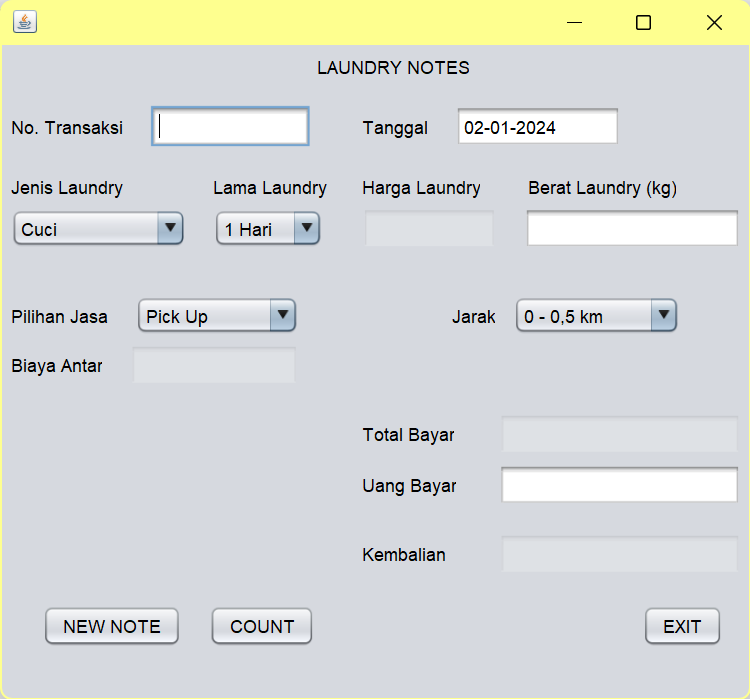 LAUNDRY NOTES
No. Transaksi Tanggal 02-01-2024
Jenis Laundry Lama Laundry Harga Laundry Berat Laundry (kg)
Cuci 1 Hari
Pilihan Jasa Pick Up Jarak 0 - 0,5 km
Biaya Antar
Total Bayar
Uang Bayar
Kembalian
NEW NOTE COUNT EXIT